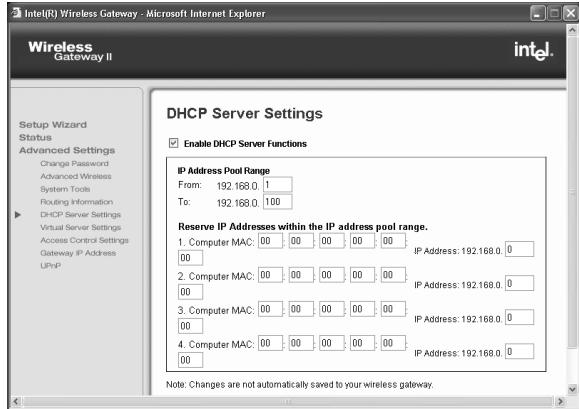 Intel(R) Wireless Gateway - Microsoft Internet Explorer
Wireless
Gateway II
intel.
Setup Wizard
Status
Advanced Settings
Change Password
Advanced Wireless
System Tools
Routing Information
DHCP Server Settings
Virtual Server Settings
Access Control Settings
Gateway IP Address
UPnP
DHCP Server Settings
Enable DHCP Server Functions
IP Address Pool Range
From: 192.168.0. 1
To: 192.168.0. 100
Reserve IP Addresses within the IP address pool range.
1. Computer MAC: 00 : 00 : 00 : 00 : 00 : IP Address: 192.168.0. 0
00
2. Computer MAC: 00 : 00 : 00 : 00 : 00 : IP Address: 192.168.0. 0
00
3. Computer MAC: 00 : 00 : 00 : 00 : 00 : IP Address: 192.168.0. 0
00
4. Computer MAC: 00 : 00 : 00 : 00 : 00 : IP Address: 192.168.0. 0
00
Note: Changes are not automatically saved to your wireless gateway.